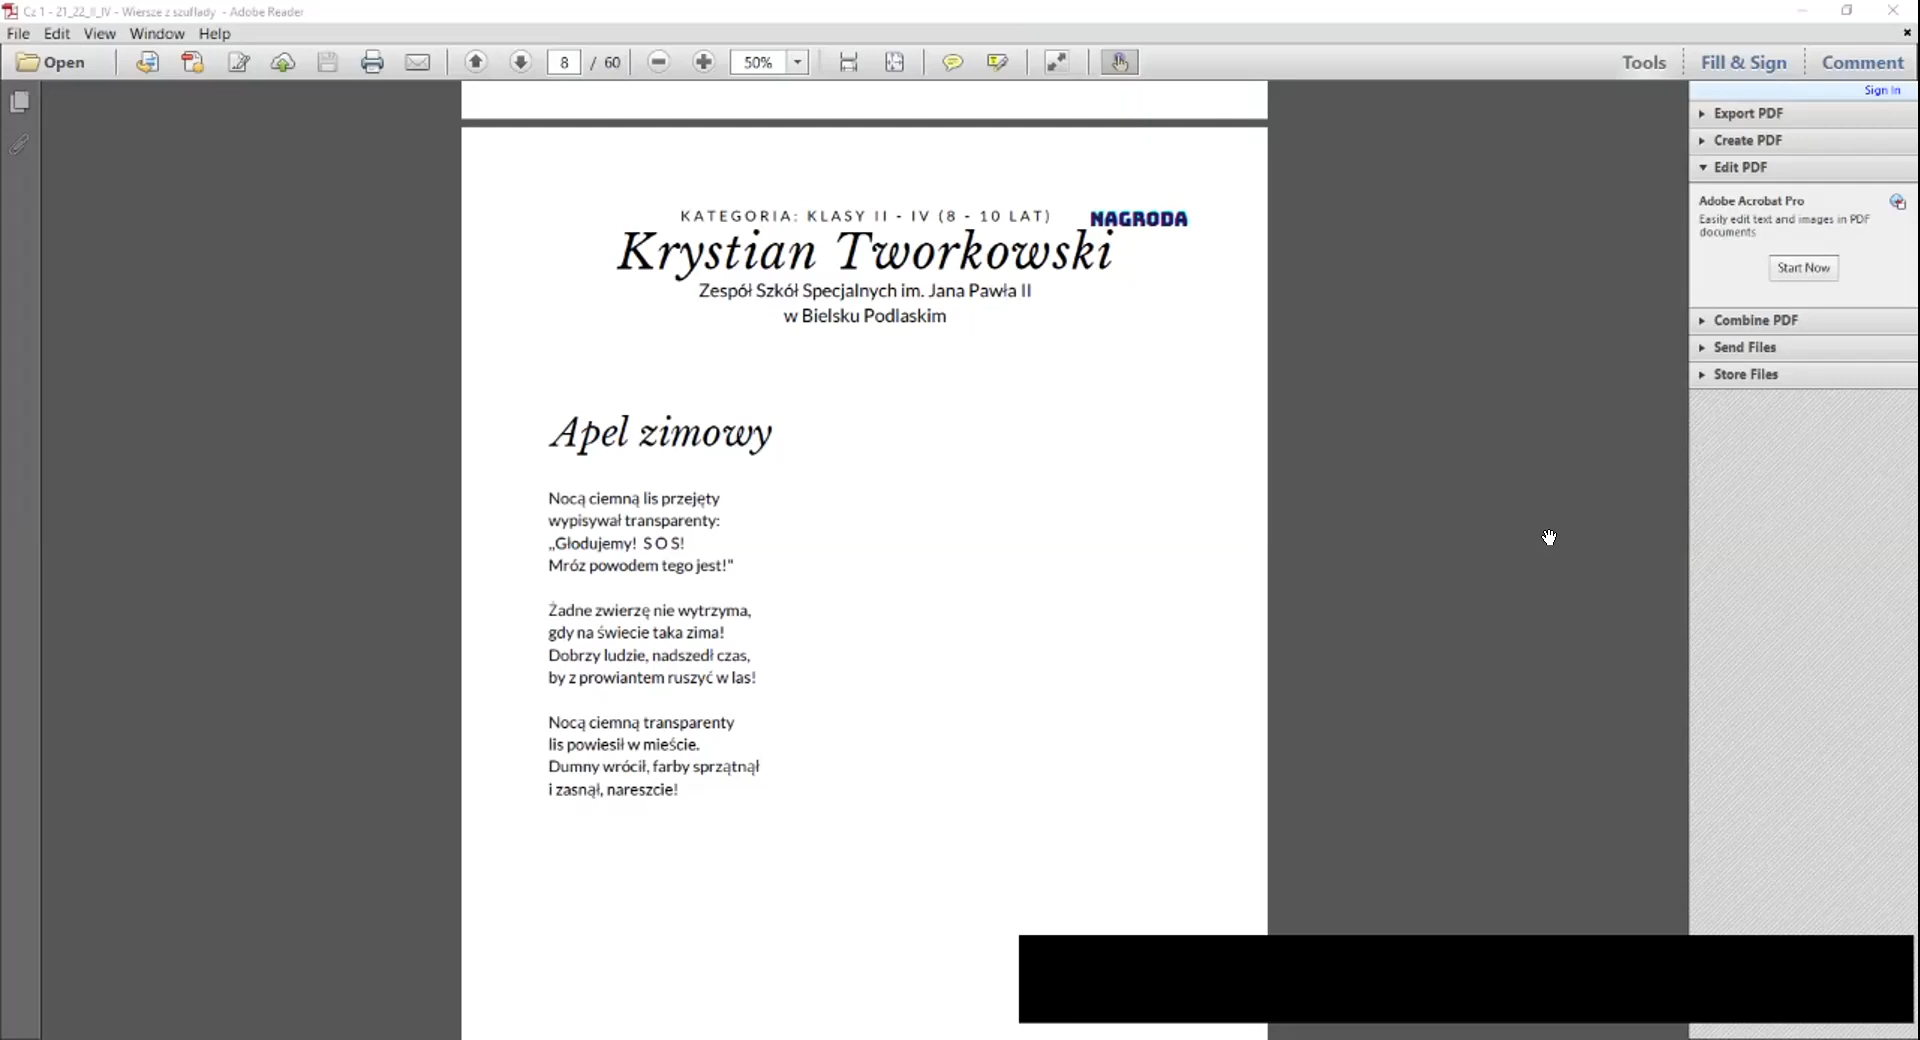 Cz 1 - 21_22_II_IV - Wiersze z szuflady - Adobe Reader
File Edit View Window Help
Open 8 / 60 50% Tools Fill & Sign Comment
Sign In
Export PDF
Create PDF
Edit PDF
Adobe Acrobat Pro
Easily edit text and images in PDF
documents
Start Now
Combine PDF
Send Files
Store Files
KATEGORIA: KLASY II - IV (8 - 10 LAT)
NAGRODA
Krystian Tworkowski
Zespół Szkół Specjalnych im. Jana Pawła II
w Bielsku Podlaskim
Apel zimowy
Nocą ciemną lis przejęty
wypisywał transparenty:
„Głodujemy! S O S!
Mróz powodem tego jest!"
Żadne zwierzę nie wytrzyma,
gdy na świecie taka zima!
Dobrzy ludzie, nadszedł czas,
by z prowiantem ruszyć w las!
Nocą ciemną transparenty
lis powiesił w mieście.
Dumny wrócił, farby sprzątnął
i zasnął, nareszcie!